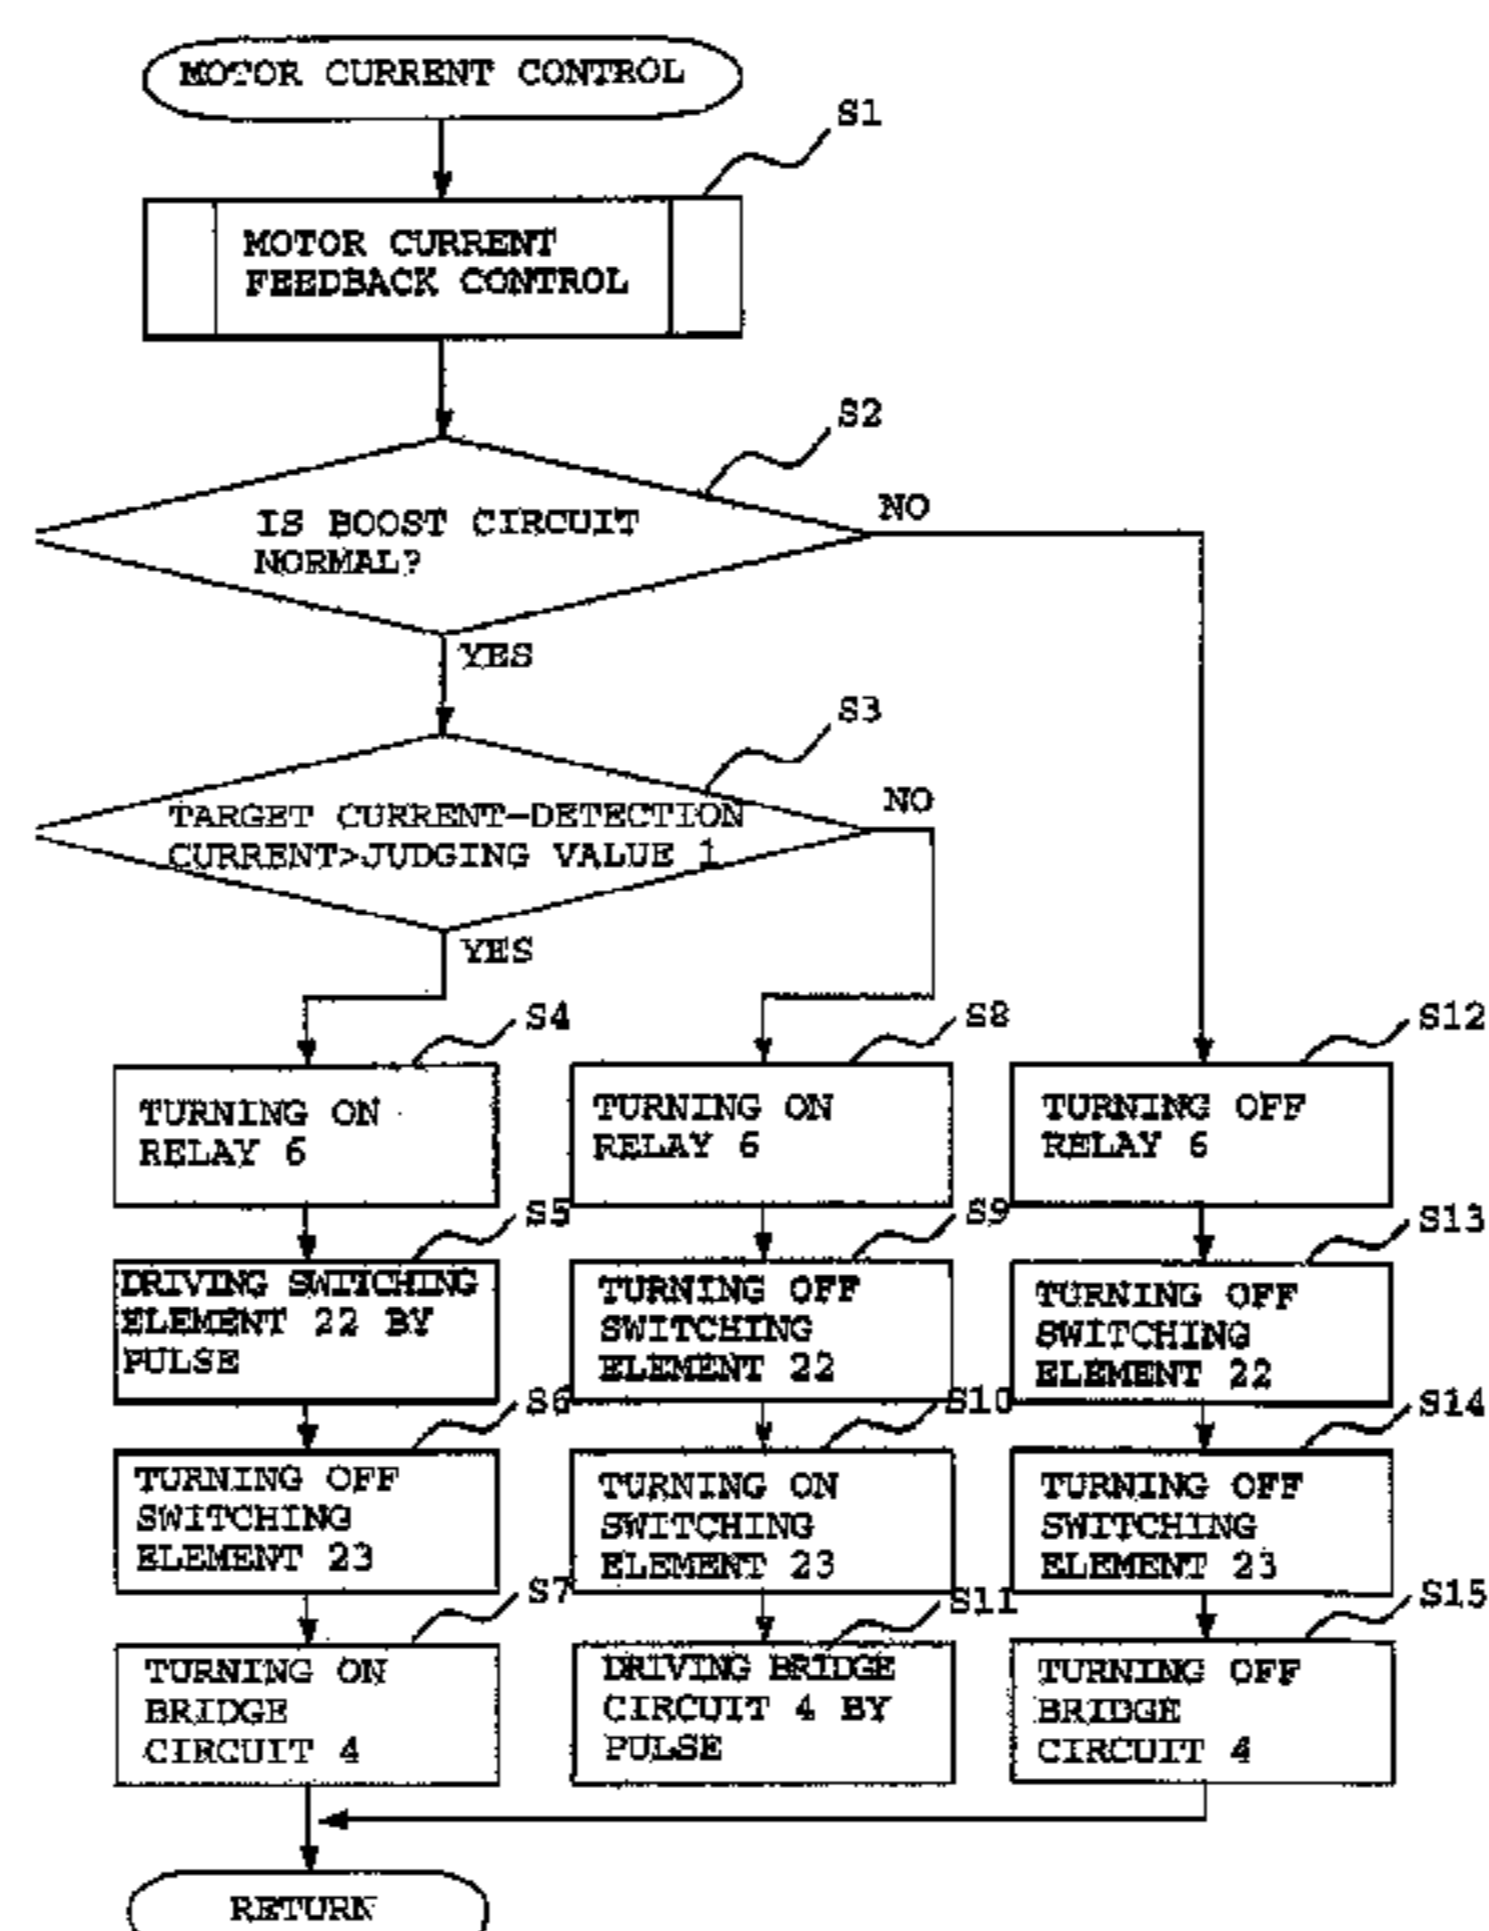 MOTOR CURRENT CONTROL
S1
MOTOR CURRENT
FEEDBACK CONTROL
S2
IS BOOST CIRCUIT
NORMAL?
NO
YES
S3
TARGET CURRENT-DETECTION
CURRENT>JUDGING VALUE 1
NO
YES
S4
TURNING ON
RELAY 6
S5
DRIVING SWITCHING
ELEMENT 22 BY
PULSE
S6
TURNING OFF
SWITCHING
ELEMENT 23
S7
TURNING ON
BRIDGE
CIRCUIT 4
S8
TURNING ON
RELAY 6
S9
TURNING OFF
SWITCHING
ELEMENT 22
S10
TURNING ON
SWITCHING
ELEMENT 23
S11
DRIVING BRIDGE
CIRCUIT 4 BY
PULSE
S12
TURNING OFF
RELAY 6
S13
TURNING OFF
SWITCHING
ELEMENT 22
S14
TURNING OFF
SWITCHING
ELEMENT 23
S15
TURNING OFF
BRIDGE
CIRCUIT 4
RETURN